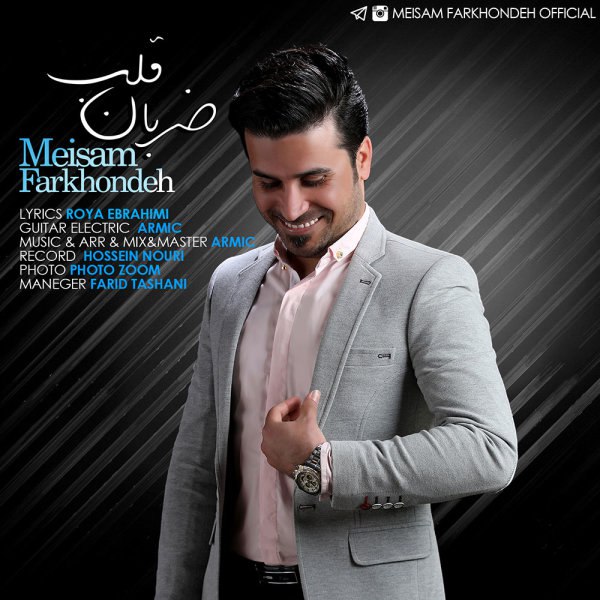 MEISAM FARKHONDEH OFFICIAL
ضربان قلب
Meisam
Farkhondeh
LYRICS ROYA EBRAHIMI
GUITAR ELECTRIC ARMIC
MUSIC & ARR & MIX&MASTER ARMIC
RECORD HOSSEIN NOURI
PHOTO PHOTO ZOOM
MANEGER FARID TASHANI